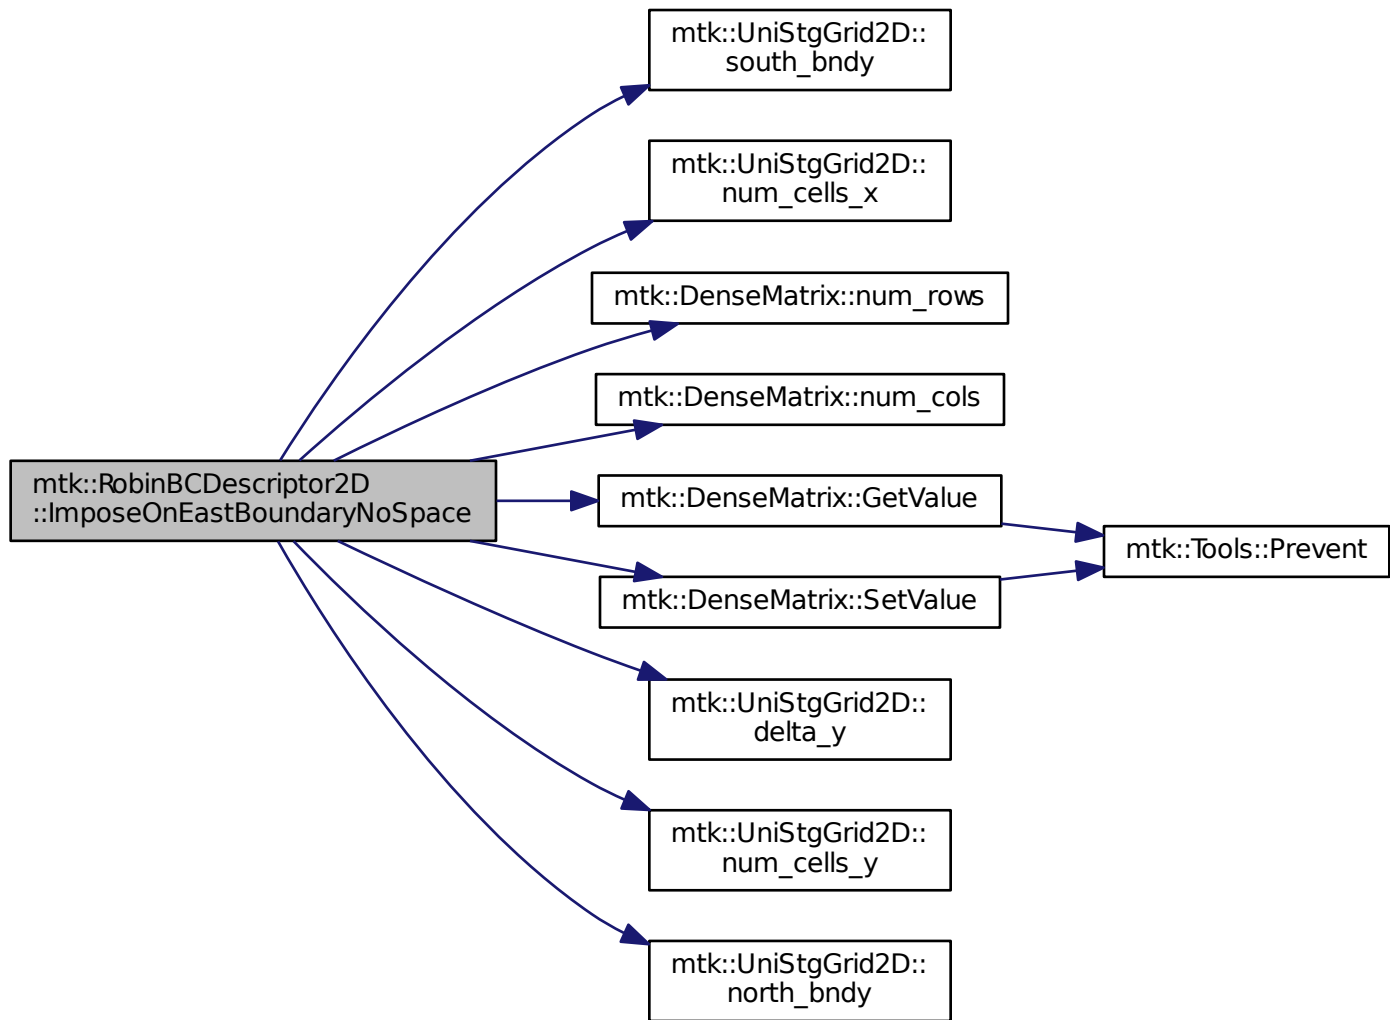 mtk::UniStgGrid2D::
south_bndy
mtk::UniStgGrid2D::
num_cells_x
mtk::DenseMatrix::num_rows
mtk::DenseMatrix::num_cols
mtk::RobinBCDescriptor2D
::ImposeOnEastBoundaryNoSpace
mtk::DenseMatrix::GetValue
mtk::Tools::Prevent
mtk::DenseMatrix::SetValue
mtk::UniStgGrid2D::
delta_y
mtk::UniStgGrid2D::
num_cells_y
mtk::UniStgGrid2D::
north_bndy